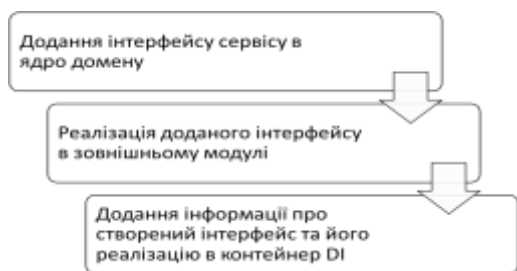 Додання інтерфейсу сервісу в
ядро домену
Реалізація доданого інтерфейсу
в зовнішньому модулі
Додання інформації про
створений інтерфейс та його
реалізацію в контейнер DI